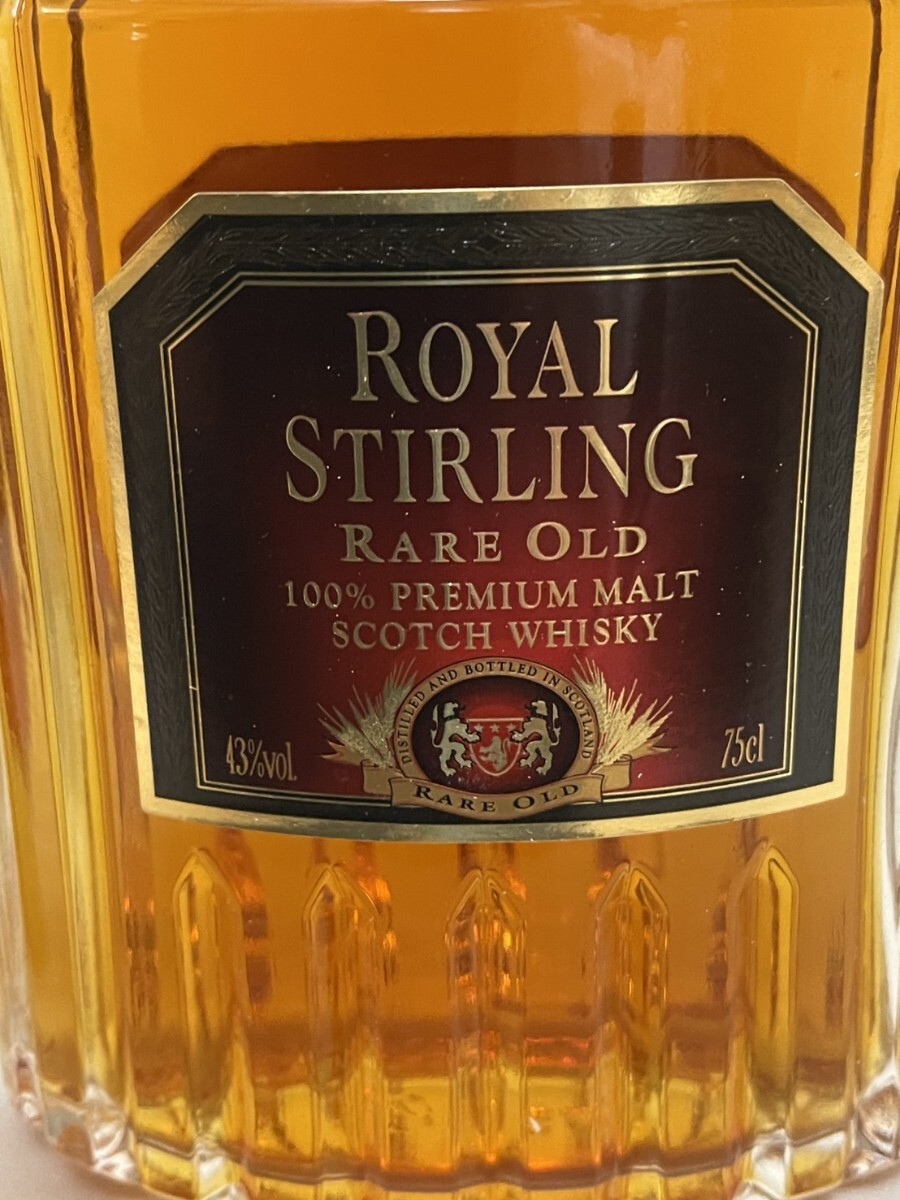 ROYAL
STIRLING
RARE OLD
100% PREMIUM MALT
SCOTCH WHISKY
DISTILLED AND BOTTLED IN SCOTLAND
43%vol.
75cl
RARE OLD